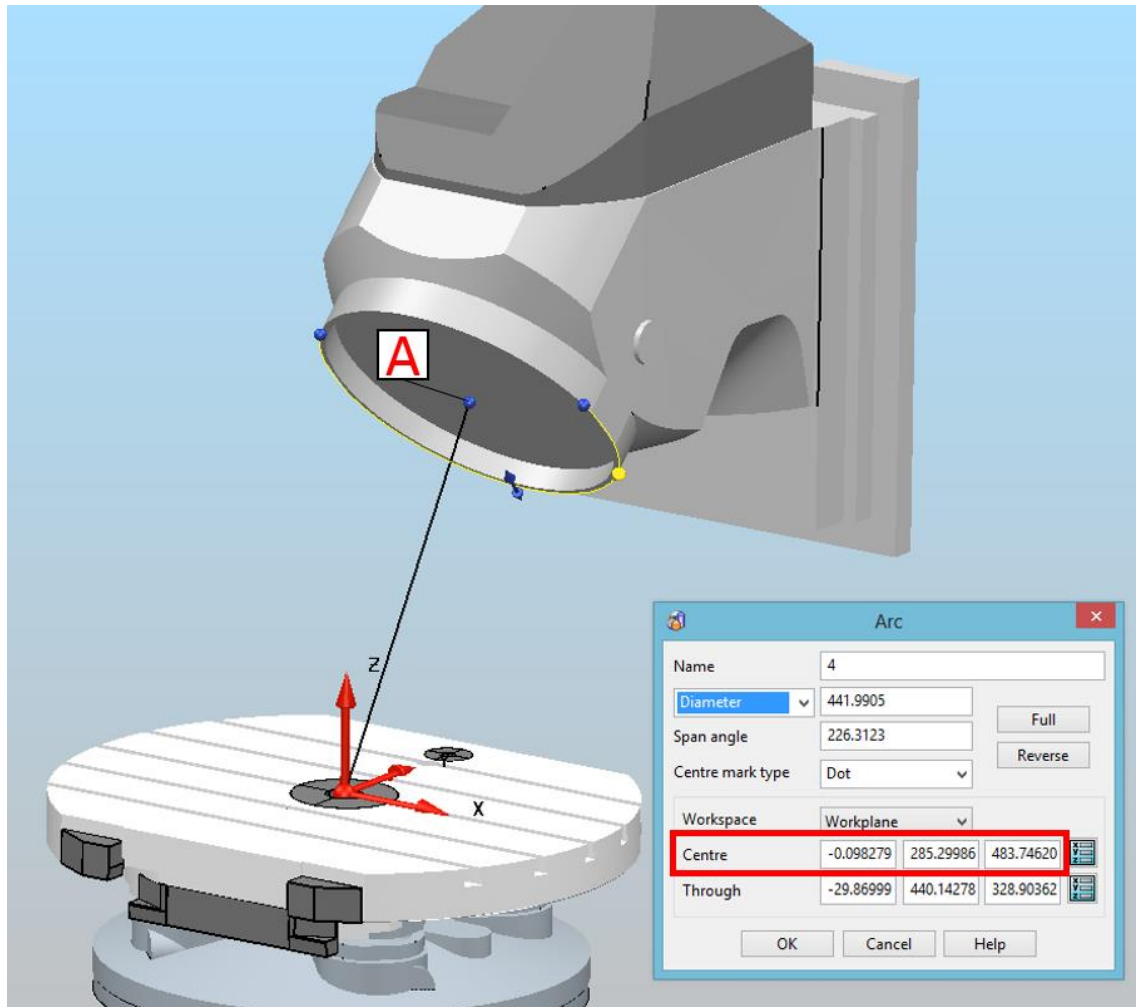 A
Z
X
Arc
Name 4
Diameter 441.9905
Full
Span angle 226.3123
Reverse
Centre mark type Dot
Workspace Workplane
Centre -0.098279 285.29986 483.74620
Through -29.86999 440.14278 328.90362
OK Cancel Help